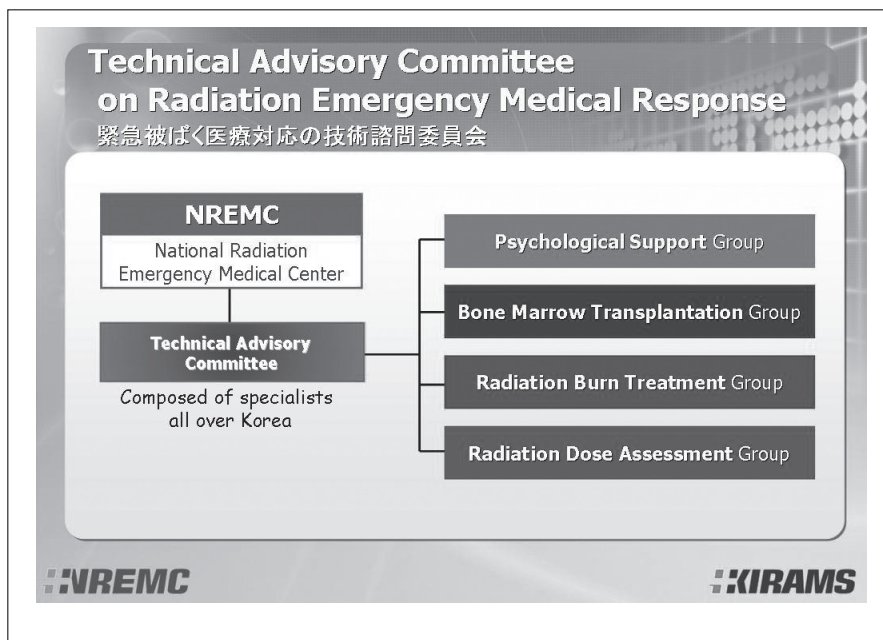 Technical Advisory Committee
on Radiation Emergency Medical Response
緊急被ばく医療対応の技術諮問委員会
NREMC
National Radiation
Emergency Medical Center
Technical Advisory
Committee
Composed of specialists
all over Korea
Psychological Support Group
Bone Marrow Transplantation Group
Radiation Burn Treatment Group
Radiation Dose Assessment Group
NREMC
KIRAMS